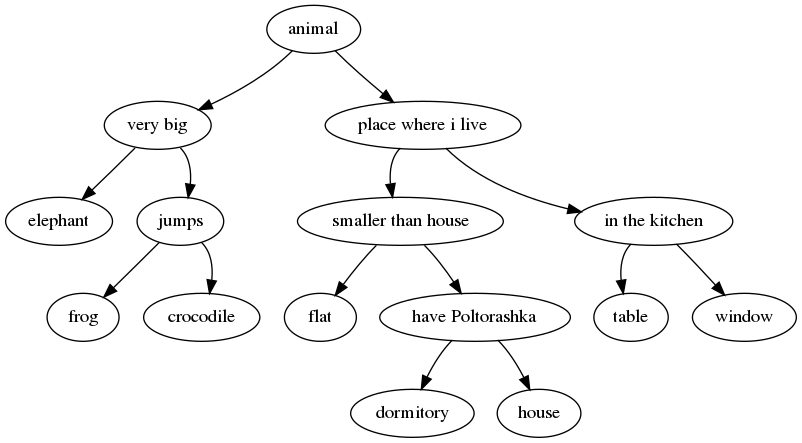 animal
very big
place where i live
elephant
jumps
smaller than house
in the kitchen
frog
crocodile
flat
have Poltorashka
table
window
dormitory
house